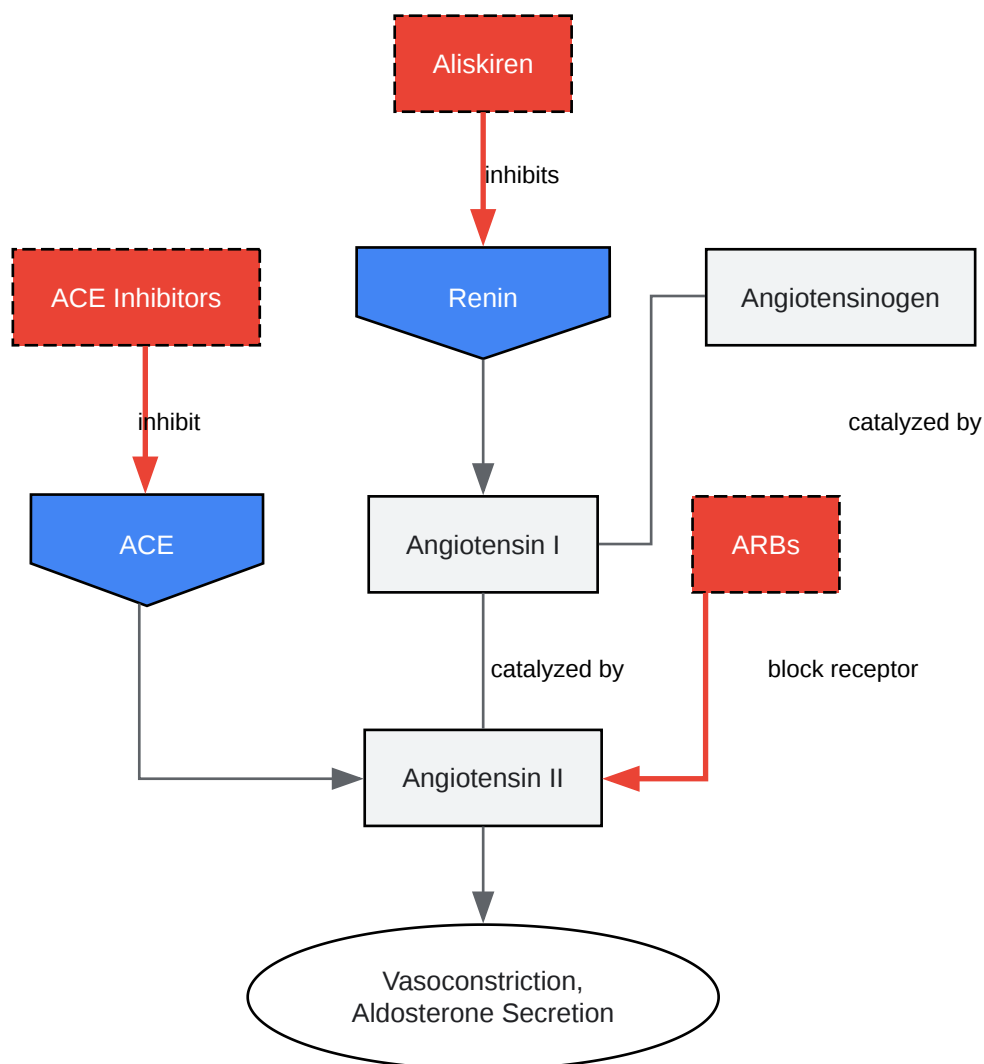 Aliskiren
inhibits
ACE Inhibitors
Renin
Angiotensinogen
inhibit
catalyzed by
ACE
Angiotensin I
ARBs
catalyzed by
block receptor
Angiotensin II
Vasoconstriction,
Aldosterone Secretion